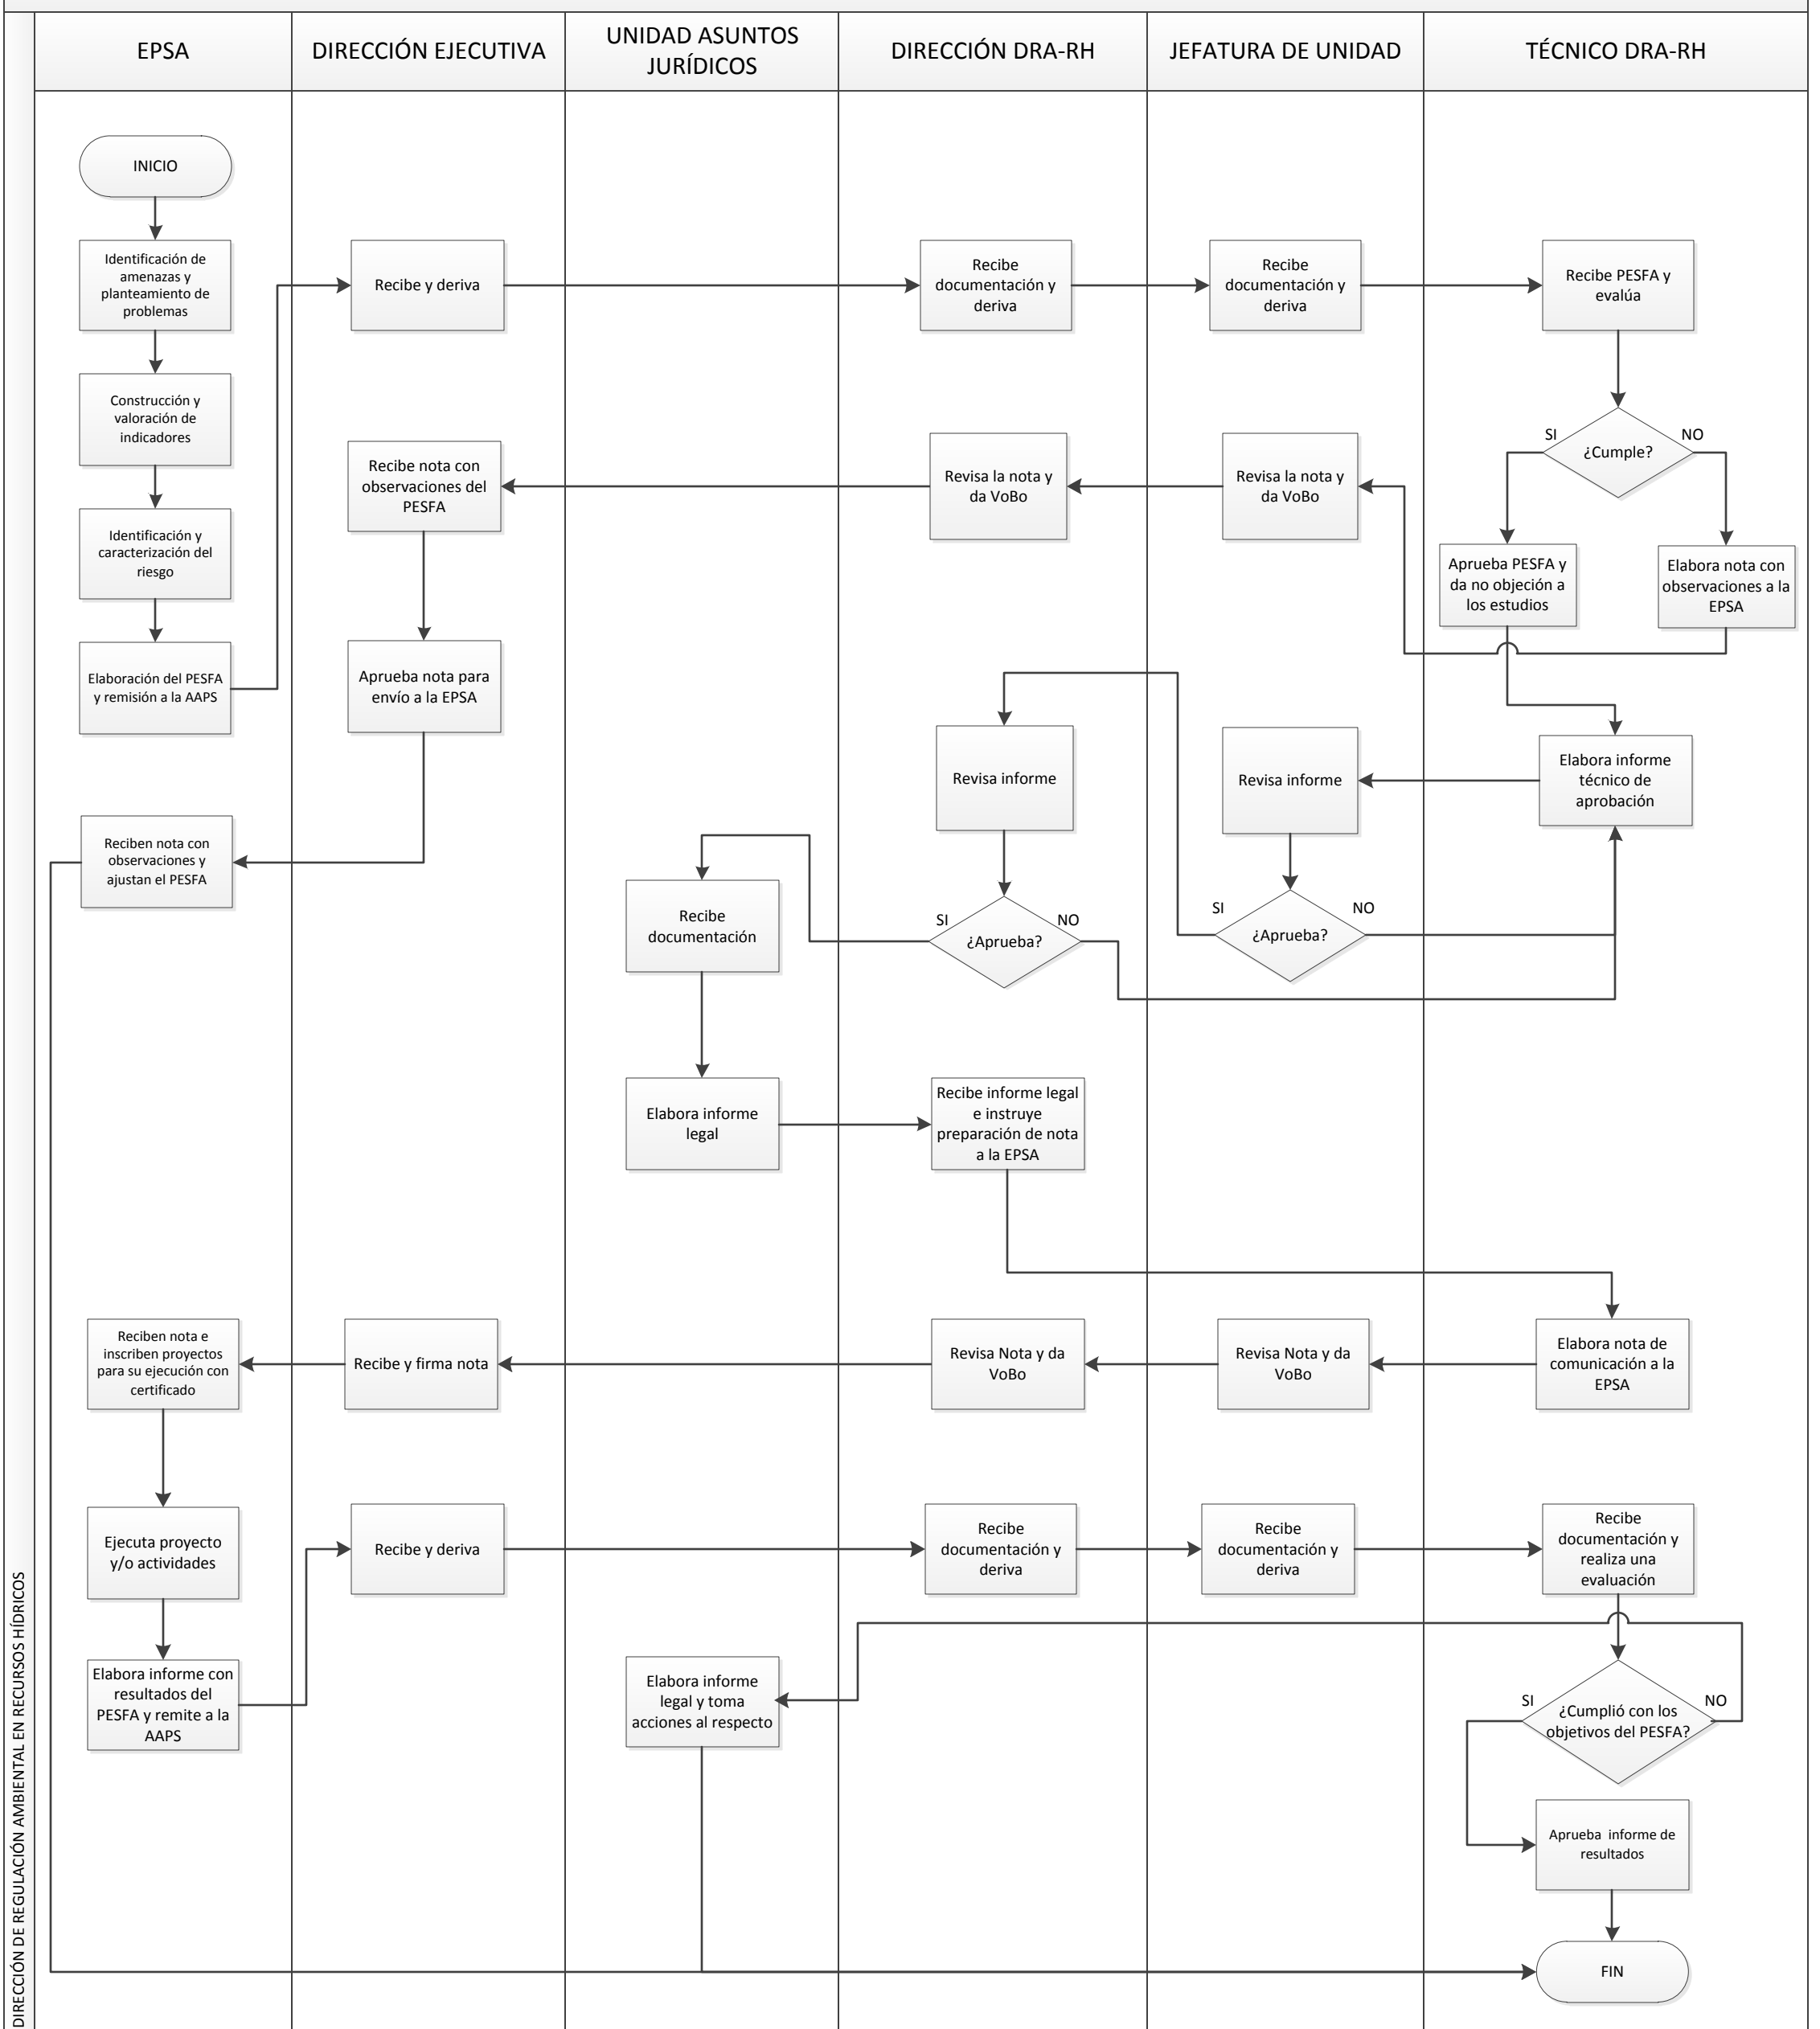 EPSA
DIRECCIÓN EJECUTIVA
UNIDAD ASUNTOS
JURÍDICOS
DIRECCIÓN DRA-RH
JEFATURA DE UNIDAD
TÉCNICO DRA-RH
INICIO
Identificación de
amenazas y
planteamiento de
problemas
Recibe y deriva
Recibe
documentación y
deriva
Recibe
documentación y
deriva
Recibe PESFA y
evalúa
Construcción y
valoración de
indicadores
Recibe nota con
observaciones del
PESFA
Revisa la nota y
da VoBo
Revisa la nota y
da VoBo
SI
¿Cumple?
NO
Identificación y
caracterización del
riesgo
Aprueba PESFA y
da no objeción a
los estudios
Elabora nota con
observaciones a la
EPSA
Elaboración del PESFA
y remisión a la AAPS
Aprueba nota para
envío a la EPSA
Revisa informe
Revisa informe
Elabora informe
técnico de
aprobación
Reciben nota con
observaciones y
ajustan el PESFA
Recibe
documentación
SI
¿Aprueba?
NO
SI
¿Aprueba?
NO
Elabora informe
legal
Recibe informe legal
e instruye
preparación de nota
a la EPSA
Reciben nota e
inscriben proyectos
para su ejecución con
certificado
Recibe y firma nota
Revisa Nota y da
VoBo
Revisa Nota y da
VoBo
Elabora nota de
comunicación a la
EPSA
Ejecuta proyecto
y/o actividades
Recibe y deriva
Recibe
documentación y
deriva
Recibe
documentación y
deriva
Recibe
documentación y
realiza una
evaluación
Elabora informe con
resultados del
PESFA y remite a la
AAPS
Elabora informe
legal y toma
acciones al respecto
SI
¿Cumplió con los
objetivos del PESFA?
NO
Aprueba  informe de
resultados
FIN
DIRECCIÓN DE REGULACIÓN AMBIENTAL EN RECURSOS HÍDRICOS